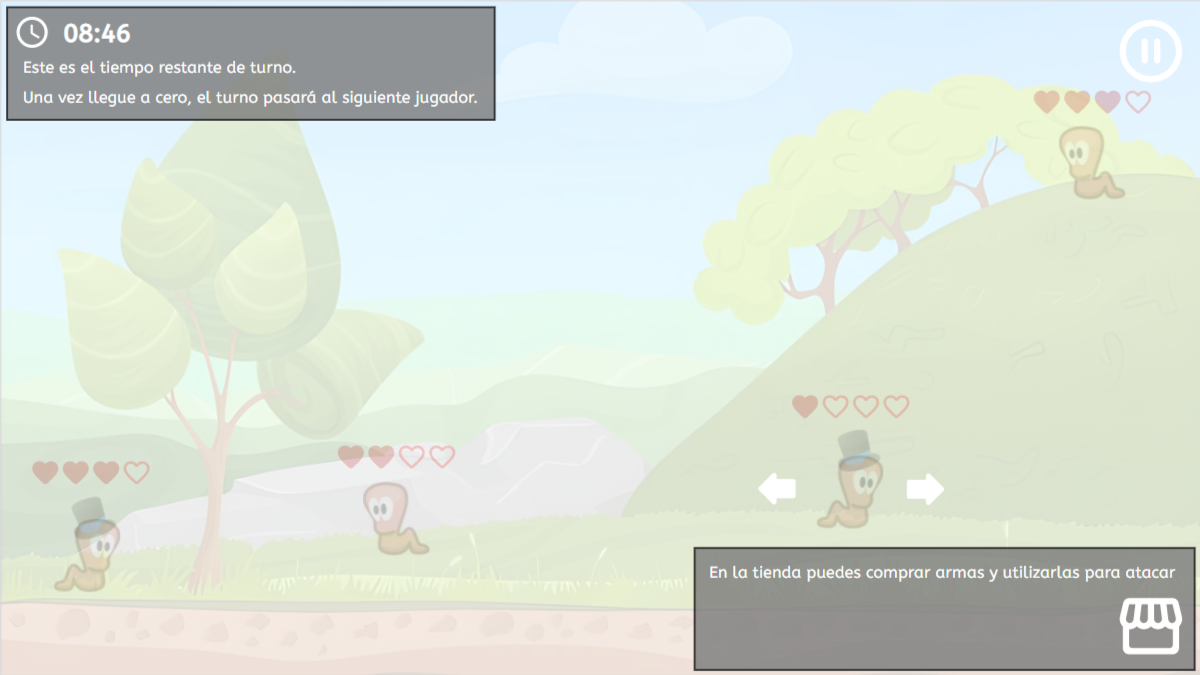 08:46
Este es el tiempo restante de turno.
Una vez llegue a cero, el turno pasará al siguiente jugador.
En la tienda puedes comprar armas y utilizarlas para atacar